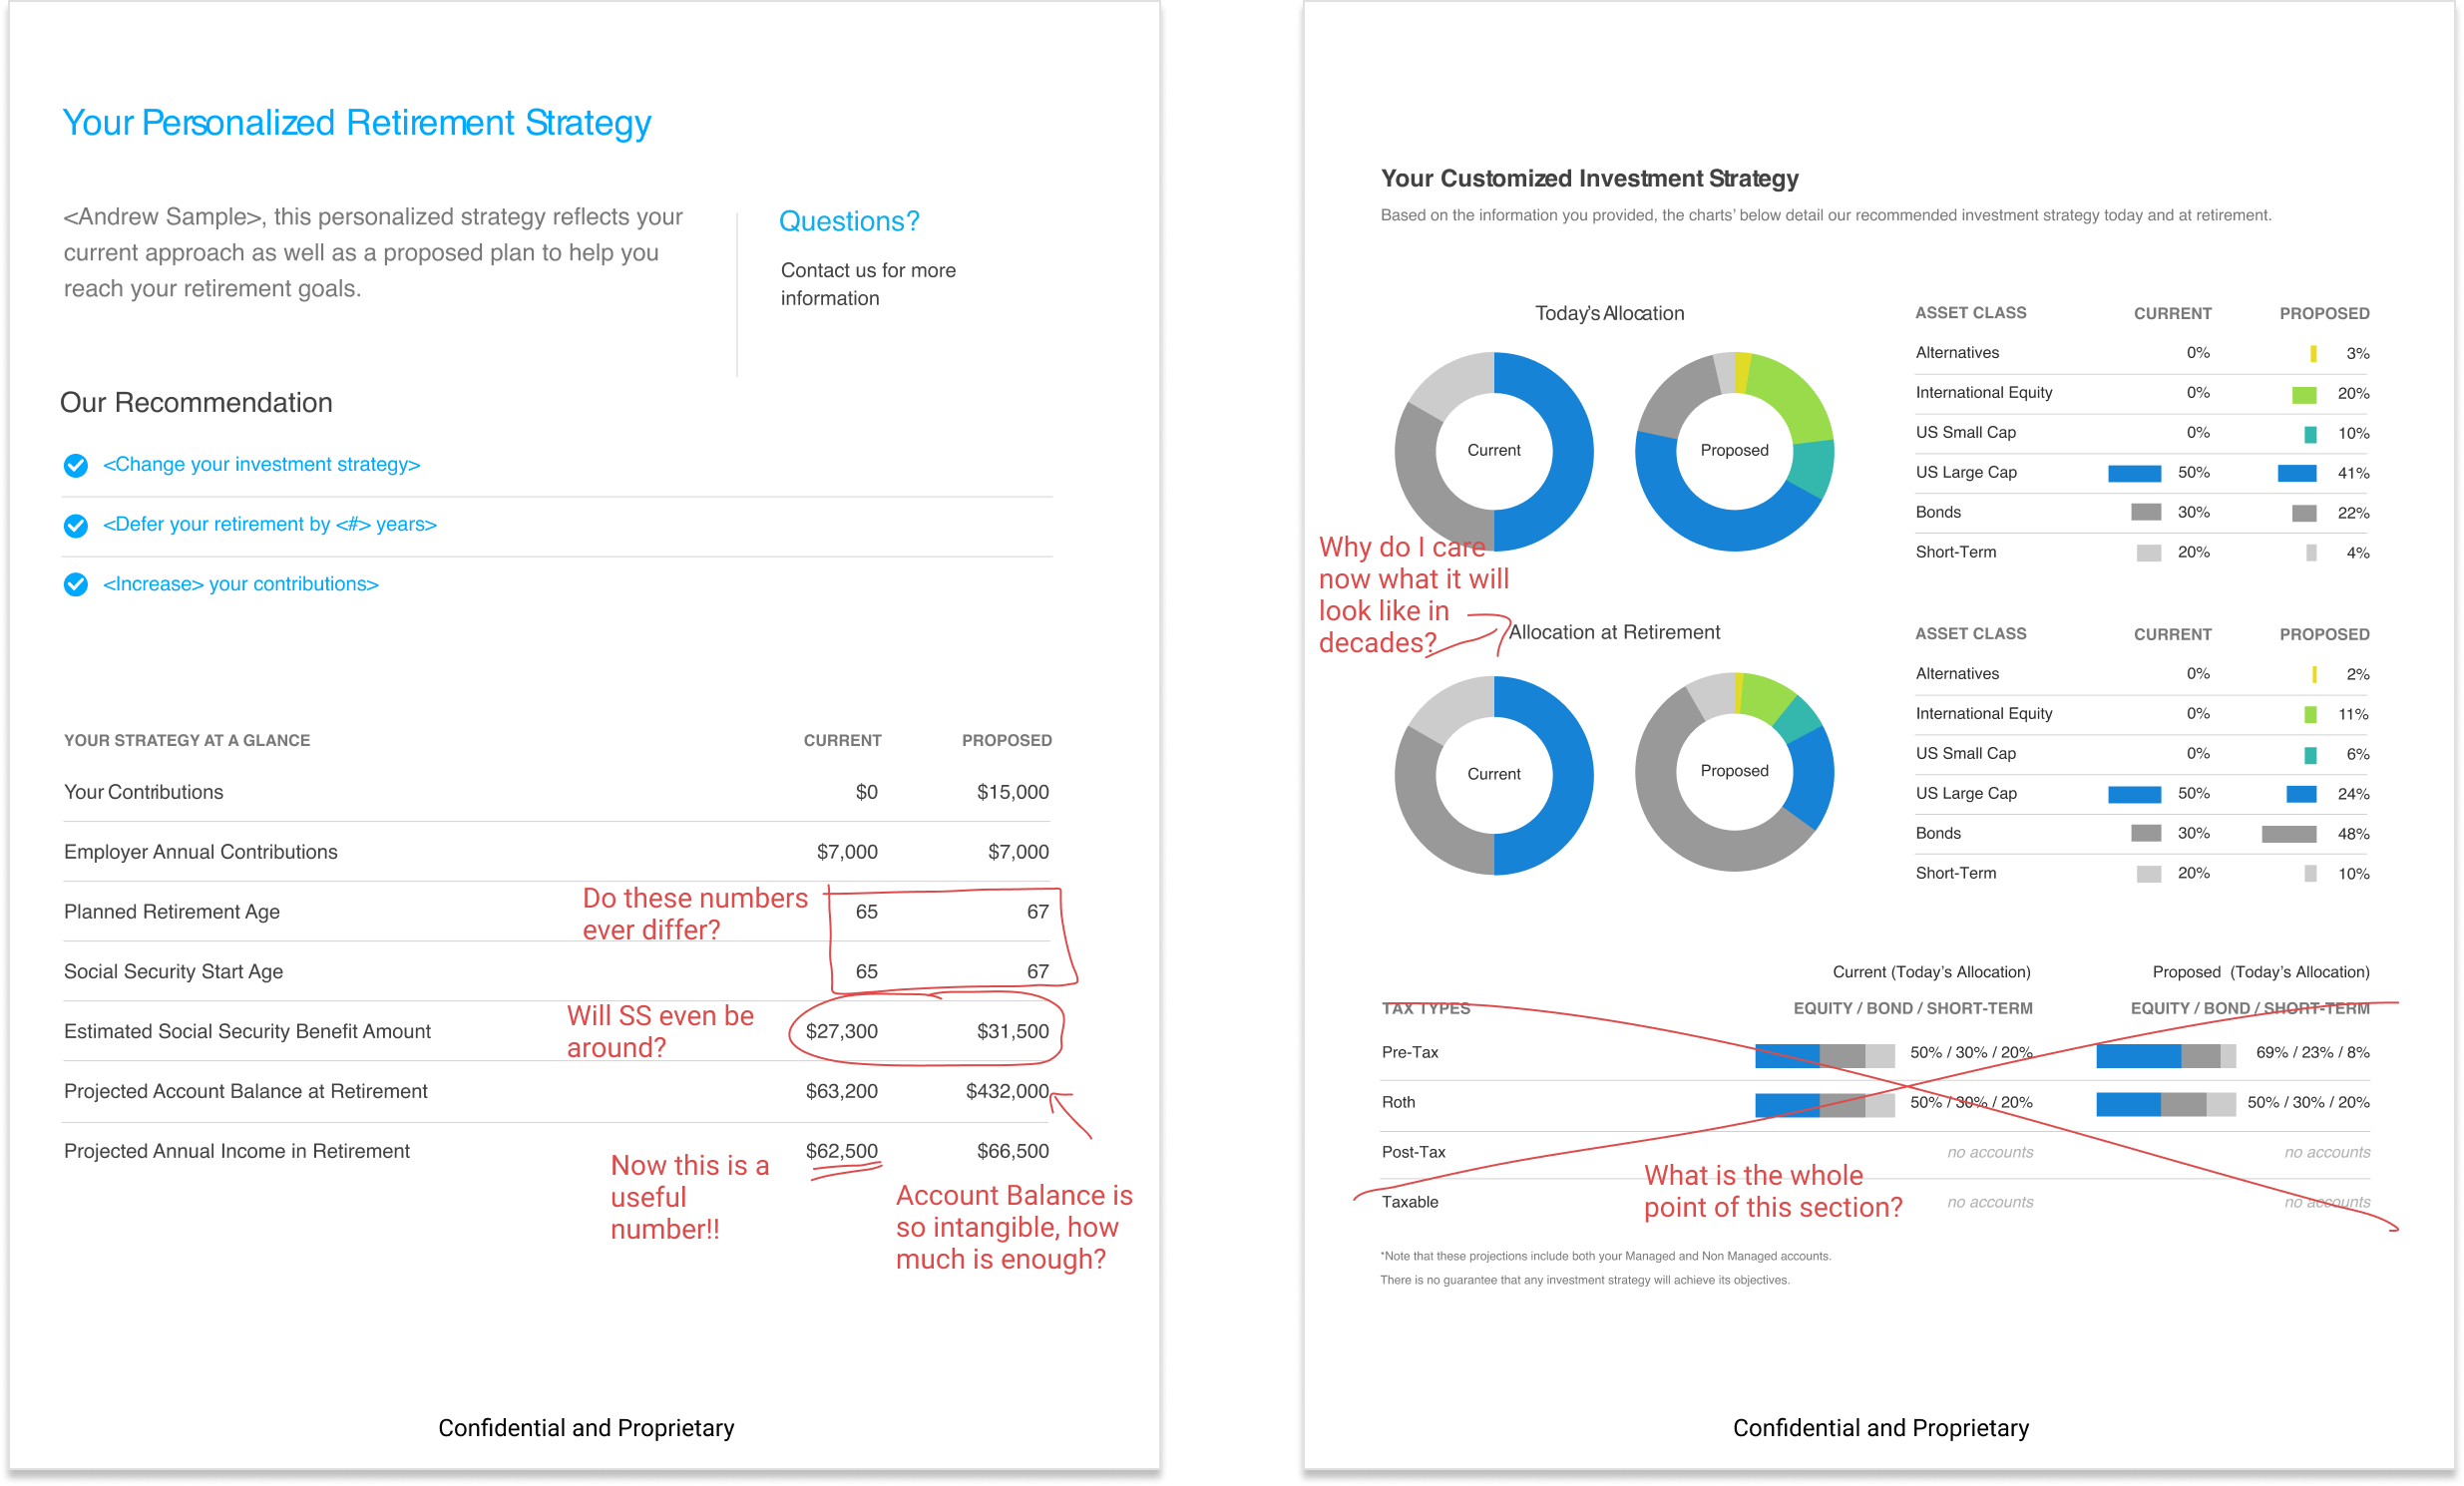 Your Personalized Retirement Strategy
<Andrew Sample>, this personalized strategy reflects your
current approach as well as a proposed plan to help you
reach your retirement goals.
Questions?
Contact us for more
information
Our Recommendation
<Change your investment strategy>
<Defer your retirement by <#> years>
<Increase> your contributions>
YOUR STRATEGY AT A GLANCE CURRENT PROPOSED
Your Contributions $0 $15,000
Employer Annual Contributions $7,000 $7,000
Do these numbers
ever differ?
Planned Retirement Age 65 67
Social Security Start Age 65 67
Will SS even be
around?
Estimated Social Security Benefit Amount $27,300 $31,500
Projected Account Balance at Retirement $63,200 $432,000
Projected Annual Income in Retirement $62,500 $66,500
Now this is a
useful
number!!
Account Balance is
so intangible, how
much is enough?
Confidential and Proprietary
Your Customized Investment Strategy
Based on the information you provided, the charts' below detail our recommended investment strategy today and at retirement.
Today's Allocation
Current
Proposed
ASSET CLASS CURRENT PROPOSED
Alternatives 0% 3%
International Equity 0% 20%
US Small Cap 0% 10%
US Large Cap 50% 41%
Bonds 30% 22%
Short-Term 20% 4%
Why do I care
now what it will
look like in
decades?
Allocation at Retirement
Current
Proposed
ASSET CLASS CURRENT PROPOSED
Alternatives 0% 2%
International Equity 0% 11%
US Small Cap 0% 6%
US Large Cap 50% 24%
Bonds 30% 48%
Short-Term 20% 10%
Current (Today's Allocation) Proposed (Today's Allocation)
TAX TYPES EQUITY / BOND / SHORT-TERM EQUITY / BOND / SHORT-TERM
Pre-Tax 50% / 30% / 20% 69% / 23% / 8%
Roth 50% / 30% / 20% 50% / 30% / 20%
Post-Tax no accounts no accounts
Taxable no accounts no accounts
What is the whole
point of this section?
*Note that these projections include both your Managed and Non Managed accounts.
There is no guarantee that any investment strategy will achieve its objectives.
Confidential and Proprietary